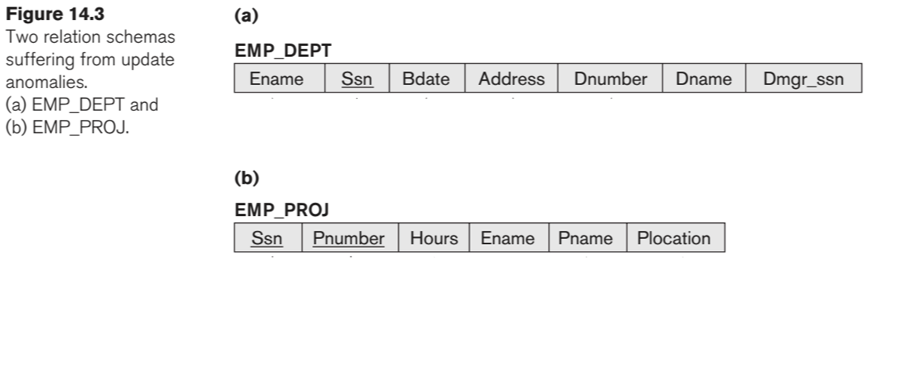 Figure 14.3
Two relation schemas
suffering from update
anomalies.
(a) EMP_DEPT and
(b) EMP_PROJ.
(a)
EMP_DEPT
Ename Ssn Bdate Address Dnumber Dname Dmgr_ssn
(b)
EMP_PROJ
Ssn Pnumber Hours Ename Pname Plocation